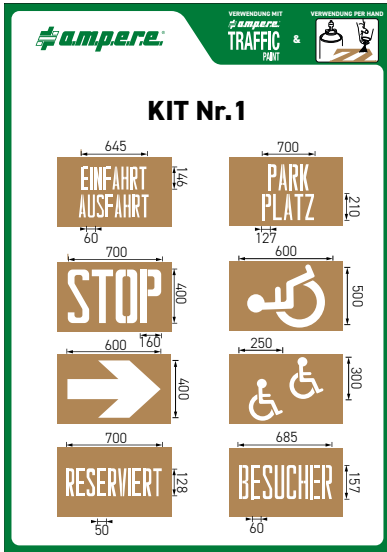 ampere
VERWENDUNG MIT
ampere
TRAFFIC
PAINT
&
VERWENDUNG PER HAND
KIT Nr.1
645
EINFAHRT
AUSFAHRT
146
60
700
PARK
PLATZ
210
127
700
STOP
400
160
600
500
600
400
250
300
700
RESERVIERT
128
50
685
BESUCHER
157
60